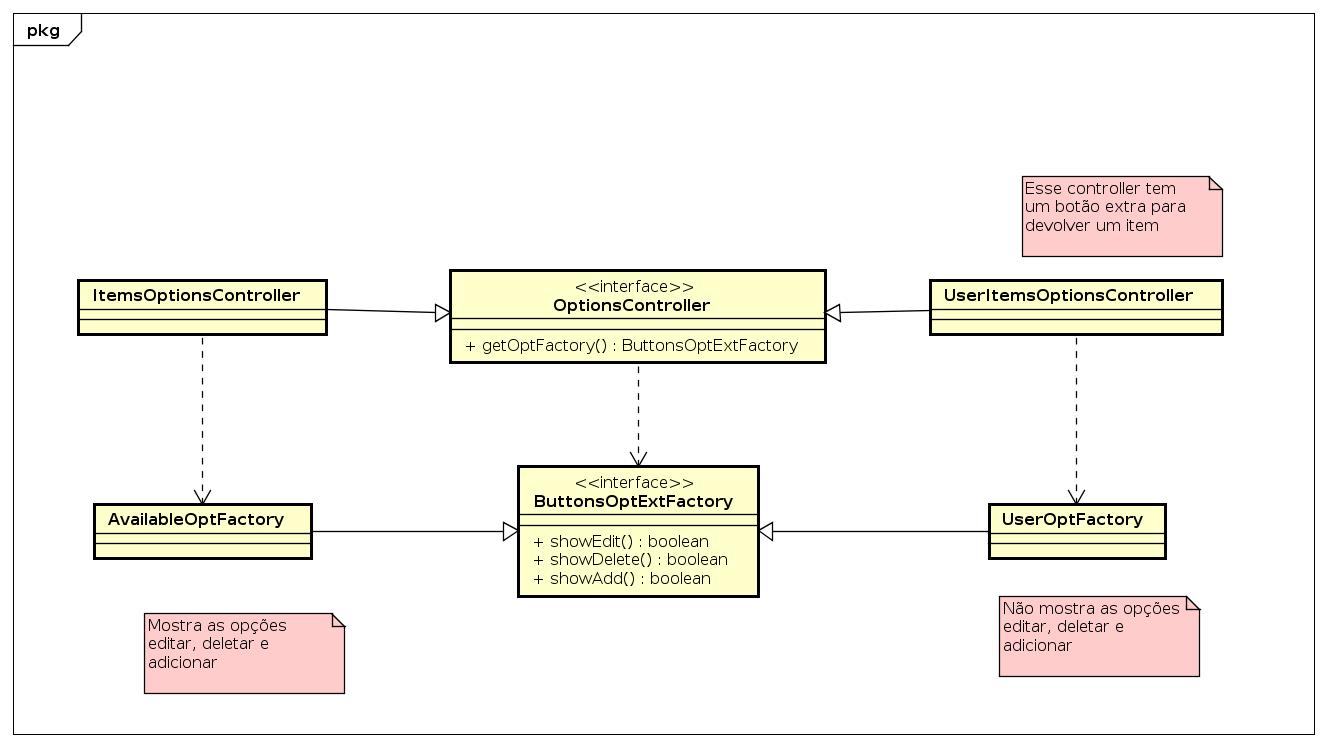 pkg
Esse controller tem
um botão extra para
devolver um item
ItemsOptionsController
<<interface>>
OptionsController
+ getOptFactory() : ButtonsOptExtFactory
UserItemsOptionsController
AvailableOptFactory
<<interface>>
ButtonsOptExtFactory
+ showEdit() : boolean
+ showDelete() : boolean
+ showAdd() : boolean
UserOptFactory
Mostra as opções
editar, deletar e
adicionar
Não mostra as opções
editar, deletar e
adicionar